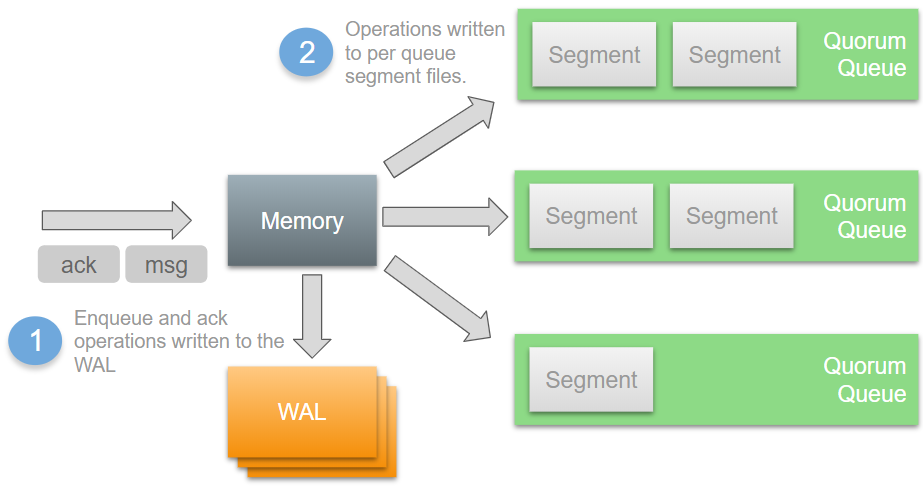 2
Operations written
to per queue
segment files.
Segment
Segment
Quorum
Queue
ack
msg
Memory
Segment
Segment
Quorum
Queue
1
Enqueue and ack
operations written to the
WAL
WAL
Segment
Quorum
Queue